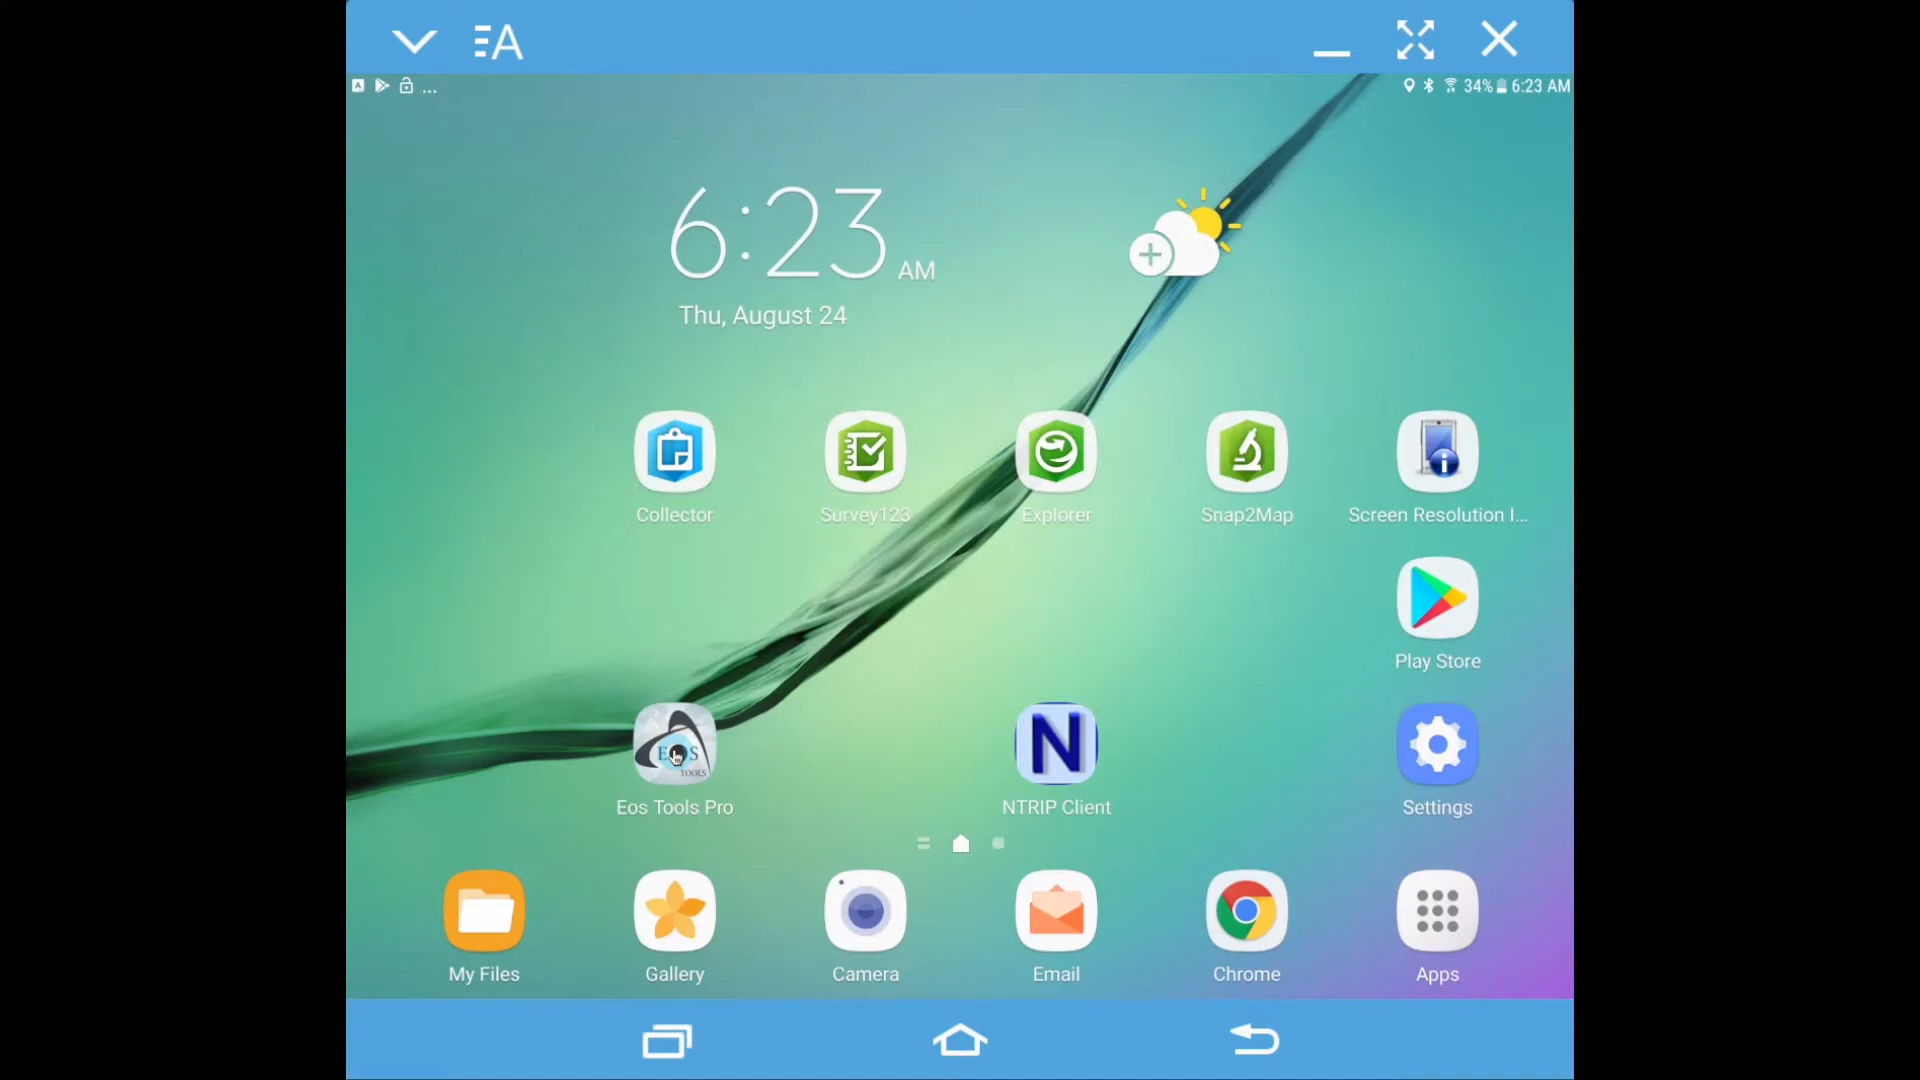 A
A
...
34% 6:23 AM
6:23 AM
Thu, August 24
Collector
Survey123
Explorer
Snap2Map
Screen Resolution I...
Play Store
EOS
TOOLS
Eos Tools Pro
N
NTRIP Client
Settings
My Files
Gallery
Camera
Email
Chrome
Apps